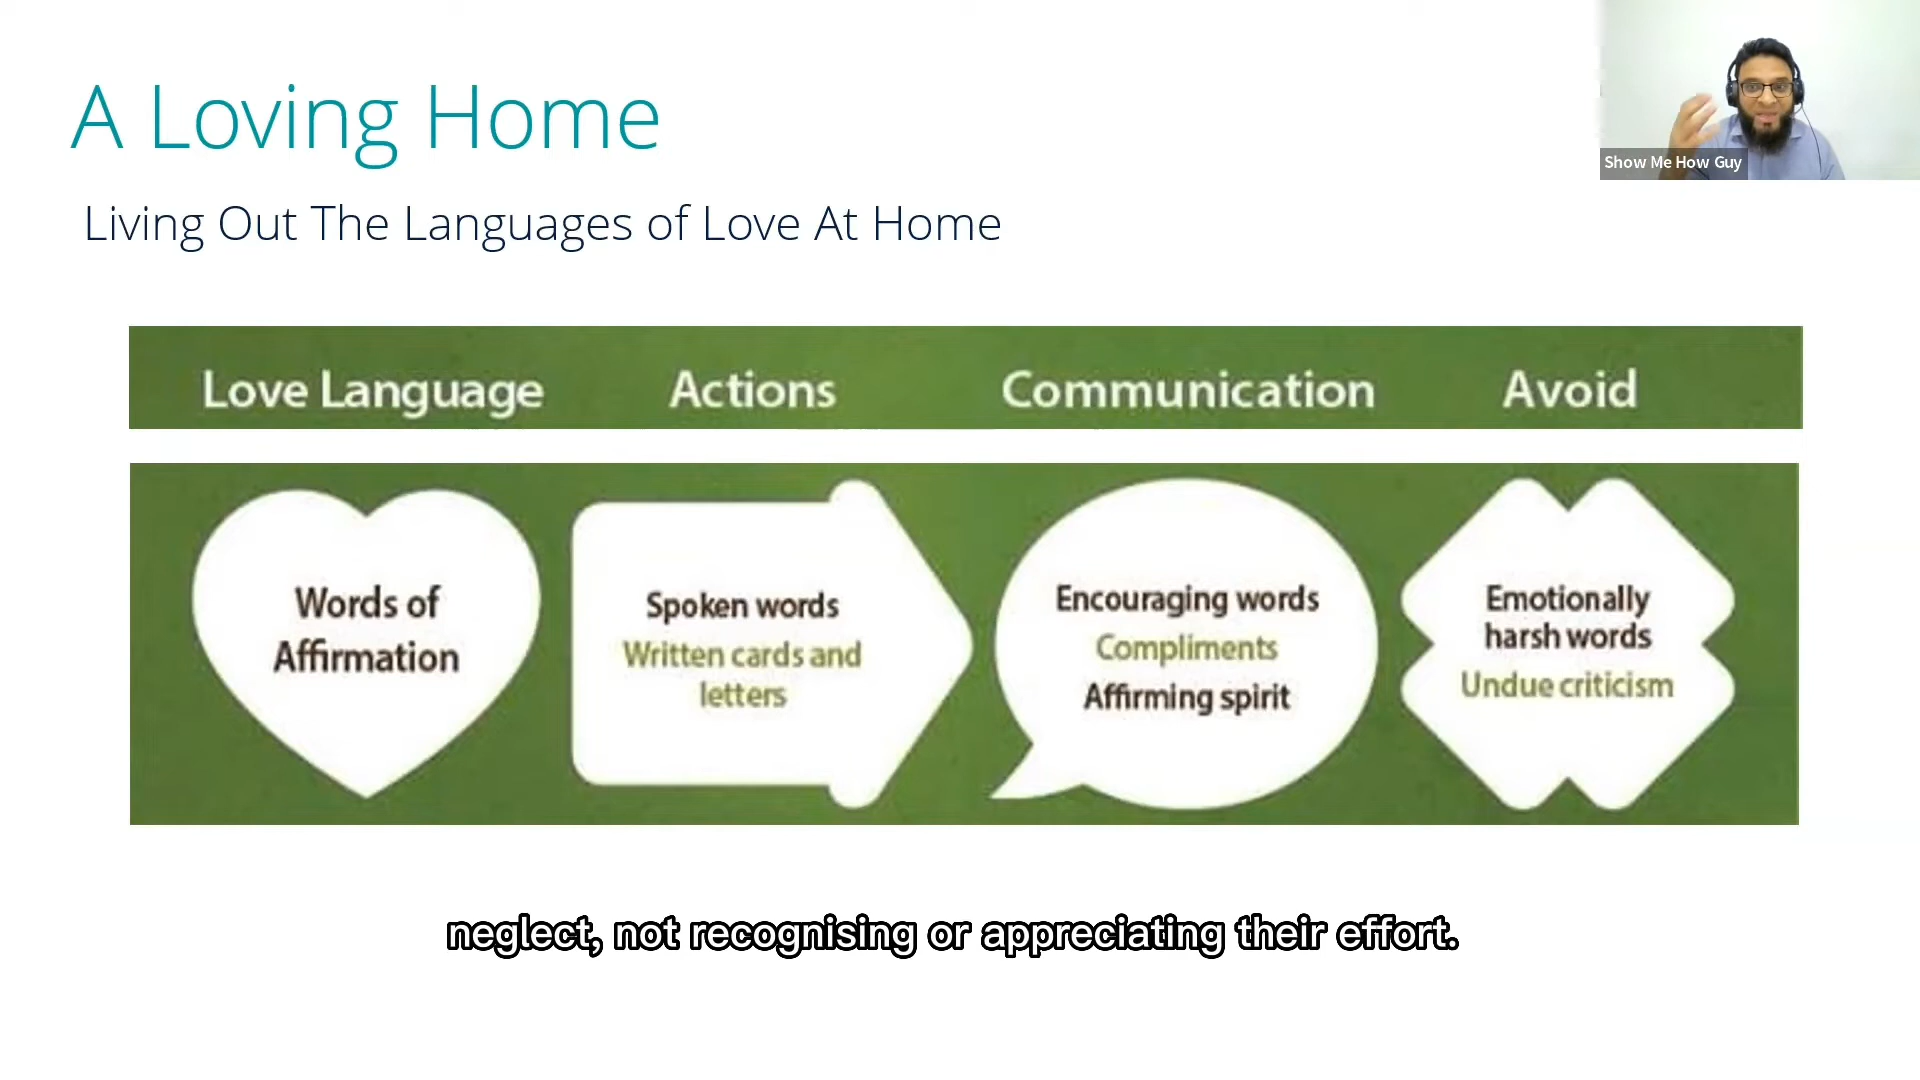 A Loving Home
Show Me How Guy
Living Out The Languages of Love At Home
Love Language
Actions
Communication
Avoid
Words of
Affirmation
Spoken words
Written cards and
letters
Encouraging words
Compliments
Affirming spirit
Emotionally
harsh words
Undue criticism
neglect, not recognising or appreciating their effort.